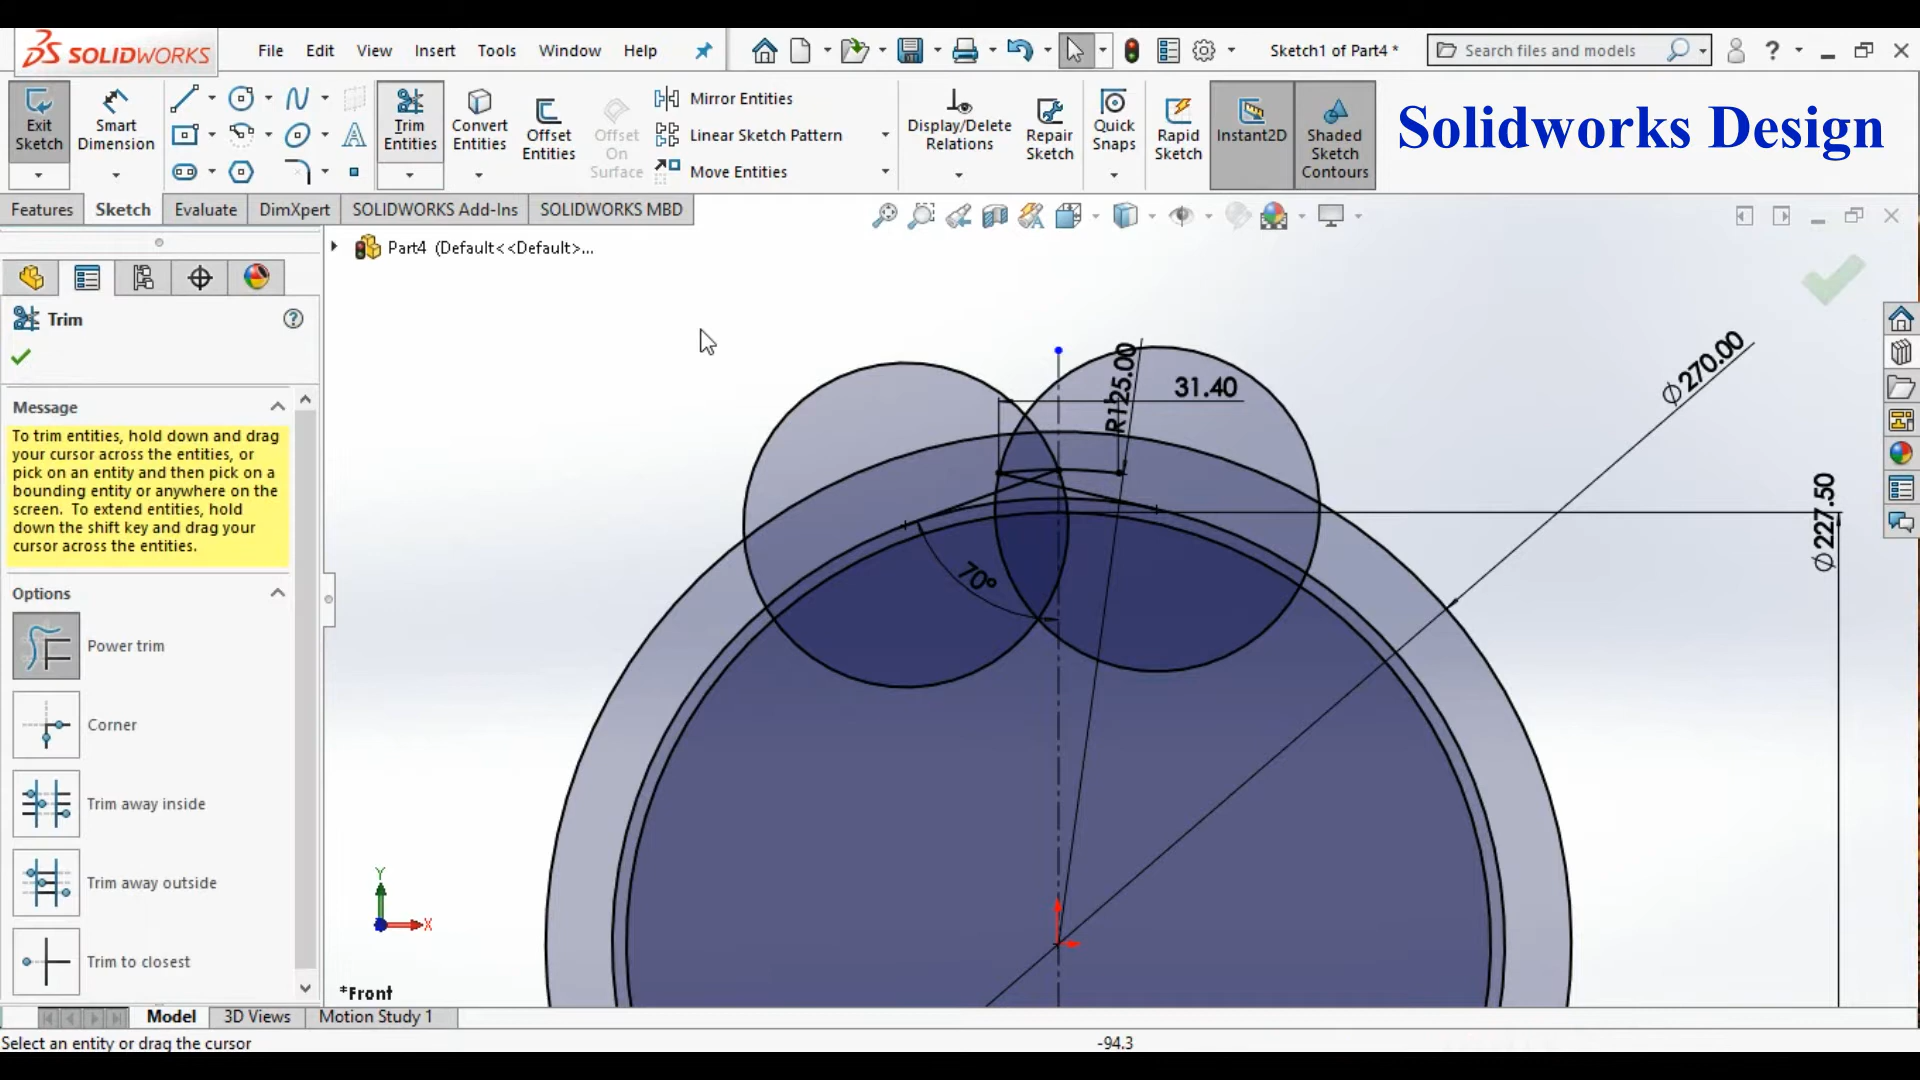 SOLIDWORKS
File Edit View Insert Tools Window Help
Sketch1 of Part4 *
Search files and models
?
Exit Sketch
Smart Dimension
Trim Entities
Convert Entities
Offset Entities
Offset On Surface
Mirror Entities
Linear Sketch Pattern
Move Entities
Display/Delete Relations
Repair Sketch
Quick Snaps
Rapid Sketch
Instant2D
Shaded Sketch Contours
Solidworks Design
Features Sketch Evaluate DimXpert SOLIDWORKS Add-Ins SOLIDWORKS MBD
Part4 (Default<<Default>...
Trim
?
Message
To trim entities, hold down and drag
your cursor across the entities, or
pick on an entity and then pick on a
bounding entity or anywhere on the
screen. To extend entities, hold
down the shift key and drag your
cursor across the entities.
Options
Power trim
Corner
Trim away inside
Trim away outside
Trim to closest
R125.00
31.40
⌀270.00
⌀227.50
70°
Y
X
*Front
Model 3D Views Motion Study 1
Select an entity or drag the cursor
-94.3